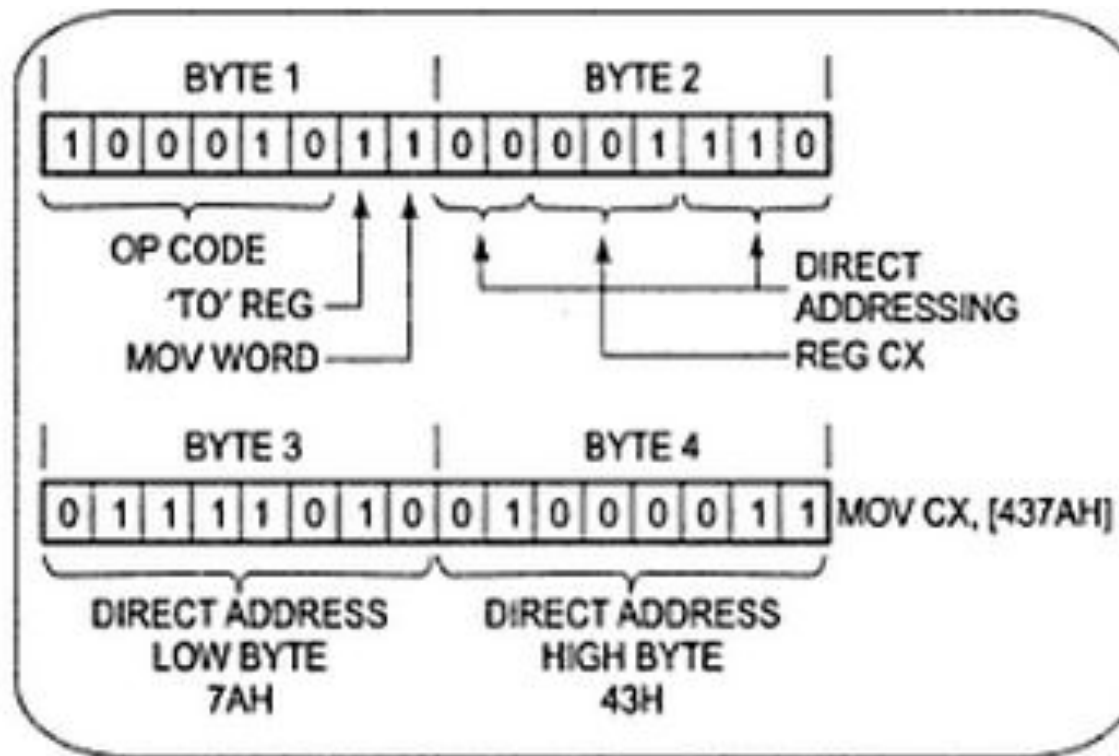 BYTE 1 BYTE 2
1 0 0 0 1 0 1 1 0 0 0 0 1 1 1 0
OP CODE
'TO' REG
MOV WORD
DIRECT
ADDRESSING
REG CX
BYTE 3 BYTE 4
0 1 1 1 1 0 1 0 0 1 0 0 0 0 1 1 MOV CX, [437AH]
DIRECT ADDRESS
LOW BYTE
7AH
DIRECT ADDRESS
HIGH BYTE
43H